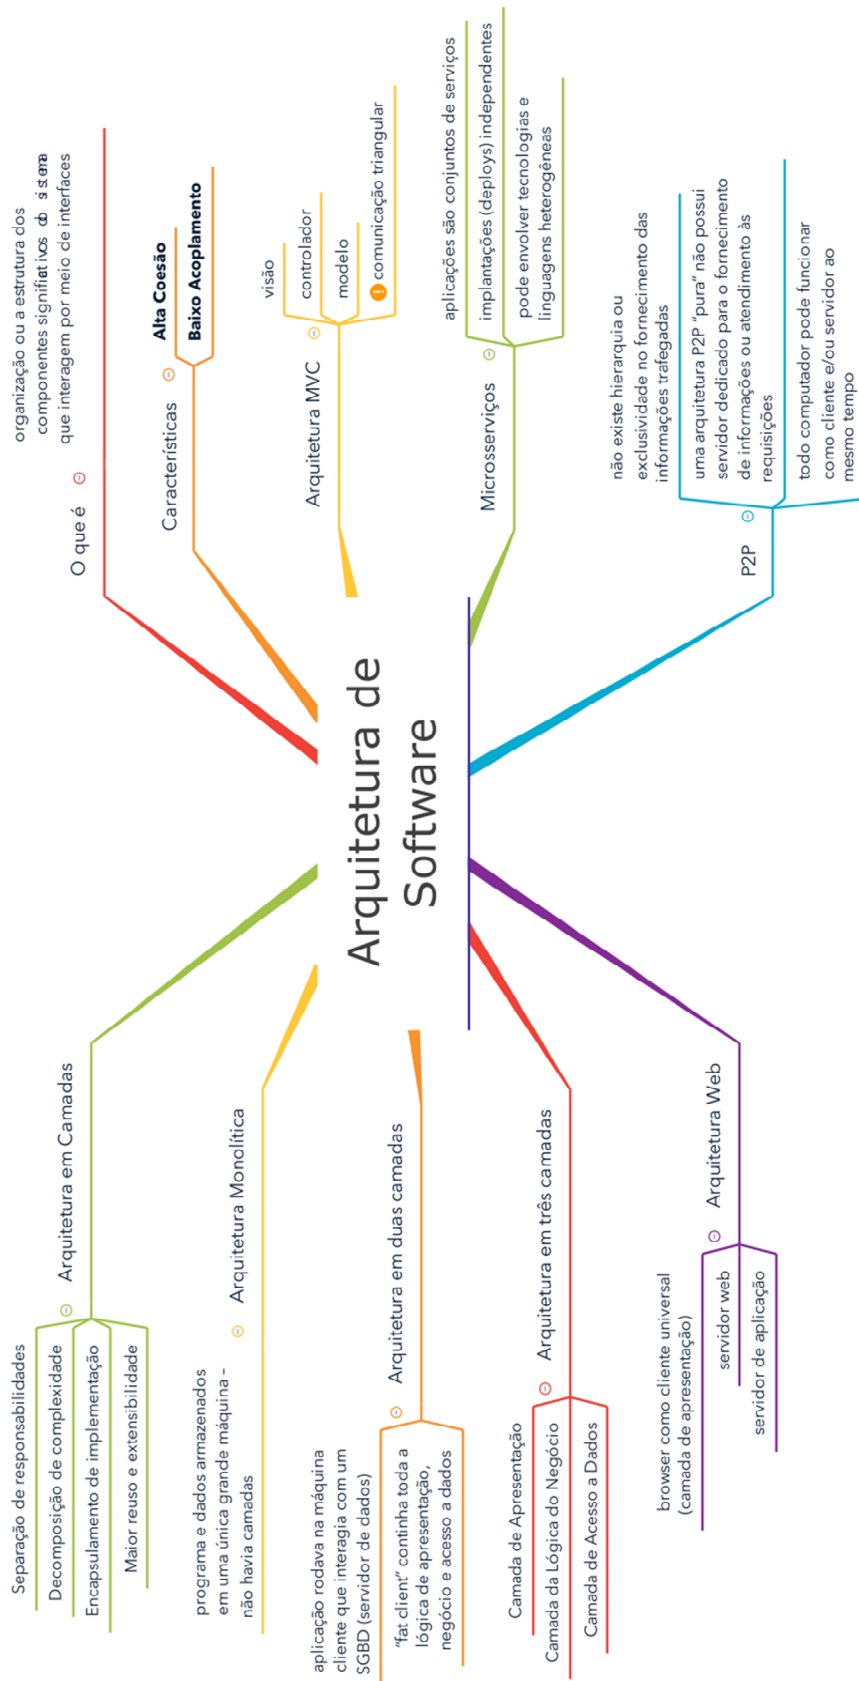 Arquitetura de
Software
O que é
organização ou a estrutura dos
componentes signifiativos do sistema
que interagem por meio de interfaces
Características
Alta Coesão
Baixo Acoplamento
Arquitetura MVC
visão
controlador
modelo
comunicação triangular
Microsserviços
aplicações são conjuntos de serviços
implantações (deploys) independentes
pode envolver tecnologias e
linguagens heterogêneas
P2P
não existe hierarquia ou
exclusividade no fornecimento das
informações trafegadas
uma arquitetura P2P "pura" não possui
servidor dedicado para o fornecimento
de informações ou atendimento às
requisições
todo computador pode funcionar
como cliente e/ou servidor ao
mesmo tempo
Arquitetura em Camadas
Separação de responsabilidades
Decomposição de complexidade
Encapsulamento de implementação
Maior reuso e extensibilidade
Arquitetura Monolítica
programa e dados armazenados
em uma única grande máquina –
não havia camadas
Arquitetura em duas camadas
aplicação rodava na máquina
cliente que interagia com um
SGBD (servidor de dados)
"fat client" continha toda a
lógica de apresentação,
negócio e acesso a dados
Arquitetura em três camadas
Camada de Apresentação
Camada da Lógica do Negócio
Camada de Acesso a Dados
Arquitetura Web
browser como cliente universal
(camada de apresentação)
servidor web
servidor de aplicação